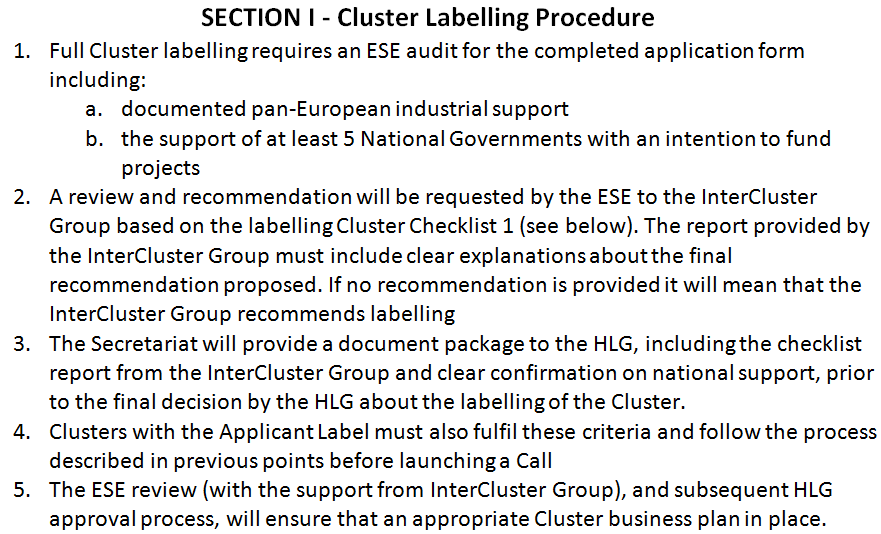 SECTION I - Cluster Labelling Procedure
1. Full Cluster labelling requires an ESE audit for the completed application form
including:
a. documented pan-European industrial support
b. the support of at least 5 National Governments with an intention to fund
projects
2. A review and recommendation will be requested by the ESE to the InterCluster
Group based on the labelling Cluster Checklist 1 (see below). The report provided by
the InterCluster Group must include clear explanations about the final
recommendation proposed. If no recommendation is provided it will mean that the
InterCluster Group recommends labelling
3. The Secretariat will provide a document package to the HLG, including the checklist
report from the InterCluster Group and clear confirmation on national support, prior
to the final decision by the HLG about the labelling of the Cluster.
4. Clusters with the Applicant Label must also fulfil these criteria and follow the process
described in previous points before launching a Call
5. The ESE review (with the support from InterCluster Group), and subsequent HLG
approval process, will ensure that an appropriate Cluster business plan in place.